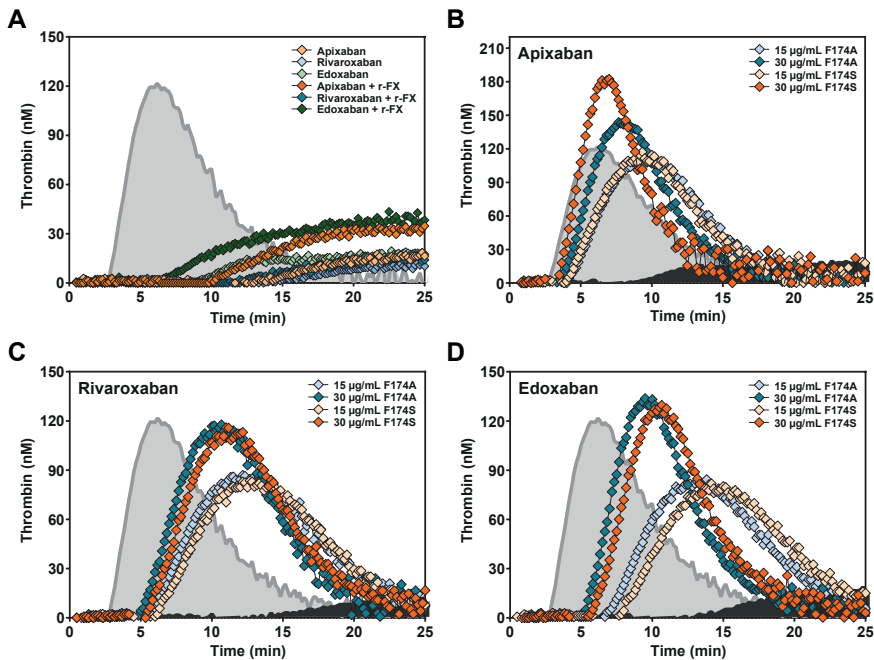 A
Thrombin (nM)
150
120
90
60
30
0
0
5
10
15
20
25
Time (min)
Apixaban
Rivaroxaban
Edoxaban
Apixaban + r-FX
Rivaroxaban + r-FX
Edoxaban + r-FX
B
Apixaban
Thrombin (nM)
210
180
150
120
90
60
30
0
0
5
10
15
20
25
Time (min)
15 µg/mL F174A
30 µg/mL F174A
15 µg/mL F174S
30 µg/mL F174S
C
Rivaroxaban
Thrombin (nM)
150
120
90
60
30
0
0
5
10
15
20
25
Time (min)
15 µg/mL F174A
30 µg/mL F174A
15 µg/mL F174S
30 µg/mL F174S
D
Edoxaban
Thrombin (nM)
150
120
90
60
30
0
0
5
10
15
20
25
Time (min)
15 µg/mL F174A
30 µg/mL F174A
15 µg/mL F174S
30 µg/mL F174S